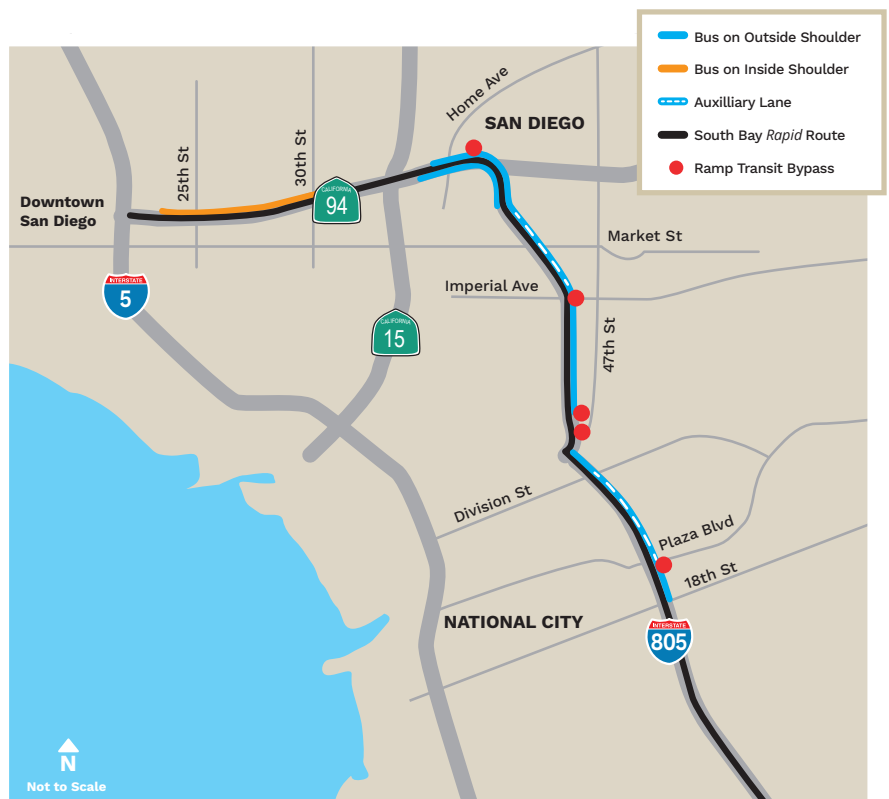 Bus on Outside Shoulder
Bus on Inside Shoulder
Auxilliary Lane
South Bay Rapid Route
Ramp Transit Bypass
Home Ave
SAN DIEGO
25th St
30th St
CALIFORNIA
94
Downtown
San Diego
Market St
INTERSTATE
5
Imperial Ave
CALIFORNIA
15
47th St
Division St
Plaza Blvd
18th St
NATIONAL CITY
INTERSTATE
805
N
Not to Scale